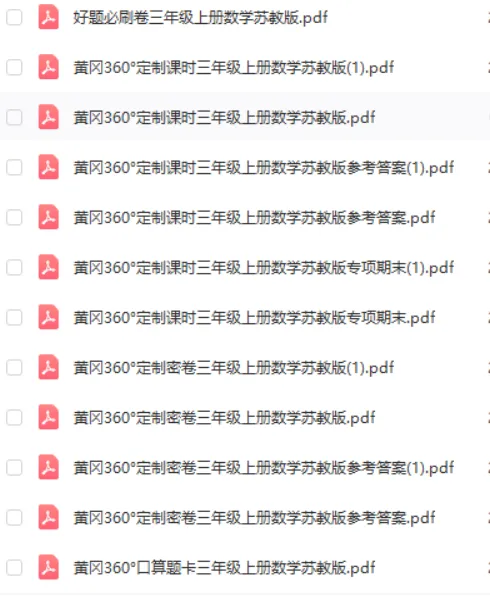 好题必刷卷三年级上册数学苏教版.pdf
黄冈360°定制课时三年级上册数学苏教版(1).pdf
黄冈360°定制课时三年级上册数学苏教版.pdf
黄冈360°定制课时三年级上册数学苏教版参考答案(1).pdf
黄冈360°定制课时三年级上册数学苏教版参考答案.pdf
黄冈360°定制课时三年级上册数学苏教版专项期末(1).pdf
黄冈360°定制课时三年级上册数学苏教版专项期末.pdf
黄冈360°定制密卷三年级上册数学苏教版(1).pdf
黄冈360°定制密卷三年级上册数学苏教版.pdf
黄冈360°定制密卷三年级上册数学苏教版参考答案(1).pdf
黄冈360°定制密卷三年级上册数学苏教版参考答案.pdf
黄冈360°口算题卡三年级上册数学苏教版.pdf